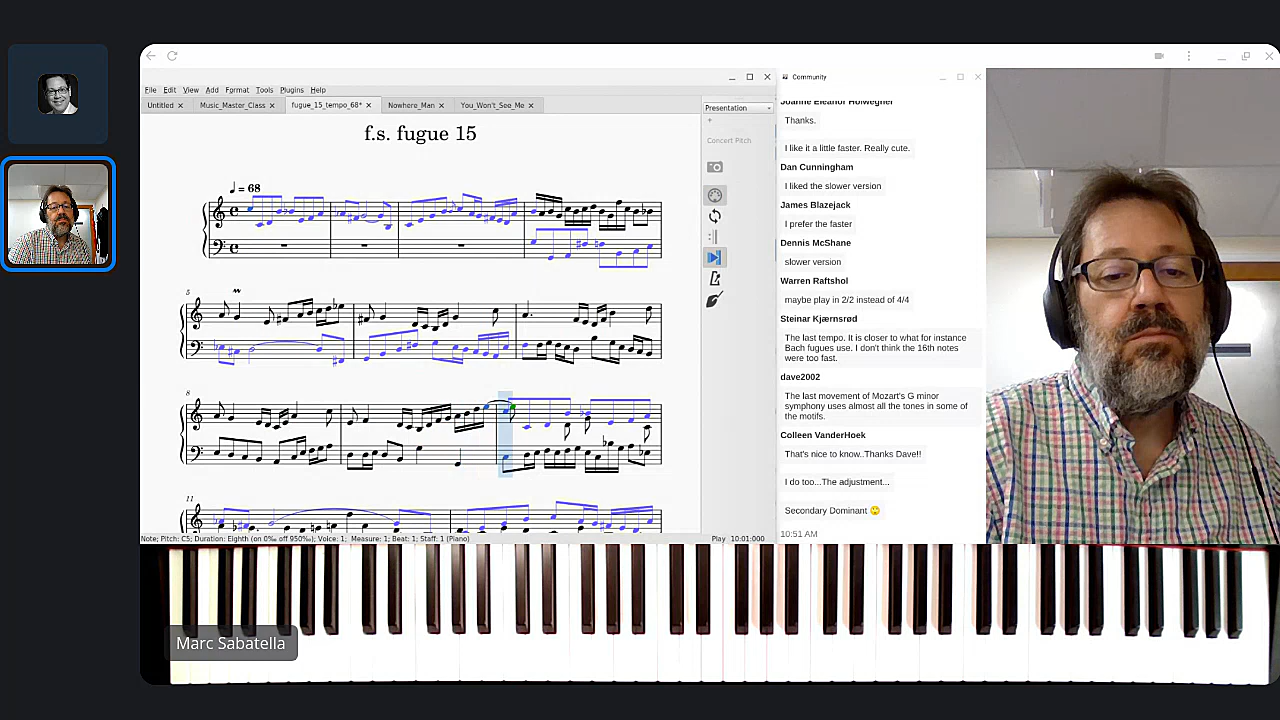 File Edit View Add Format Tools Plugins Help
Untitled ✕ Music_Master_Class ✕ fugue_15_tempo_68* ✕ Nowhere_Man ✕ You_Won't_See_Me ✕
Presentation
Concert Pitch
f.s. fugue 15
♩ = 68
5
8
11
Note; Pitch: C5; Duration: Eighth (on 0‰ off 950‰); Voice: 1; Measure: 1; Beat: 1; Staff: 1 (Piano)
Play 10:01:000
Community
Joanne Eleanor Holwegner
Thanks.
I like it a little faster. Really cute.
Dan Cunningham
I liked the slower version
James Blazejack
I prefer the faster
Dennis McShane
slower version
Warren Raftshol
maybe play in 2/2 instead of 4/4
Steinar Kjærnsrød
The last tempo. It is closer to what for instance
Bach fugues use. I don't think the 16th notes
were too fast.
dave2002
The last movement of Mozart's G minor
symphony uses almost all the tones in some of
the motifs.
Colleen VanderHoek
That's nice to know..Thanks Dave!!
I do too...The adjustment...
Secondary Dominant 🙄
10:51 AM
Marc Sabatella